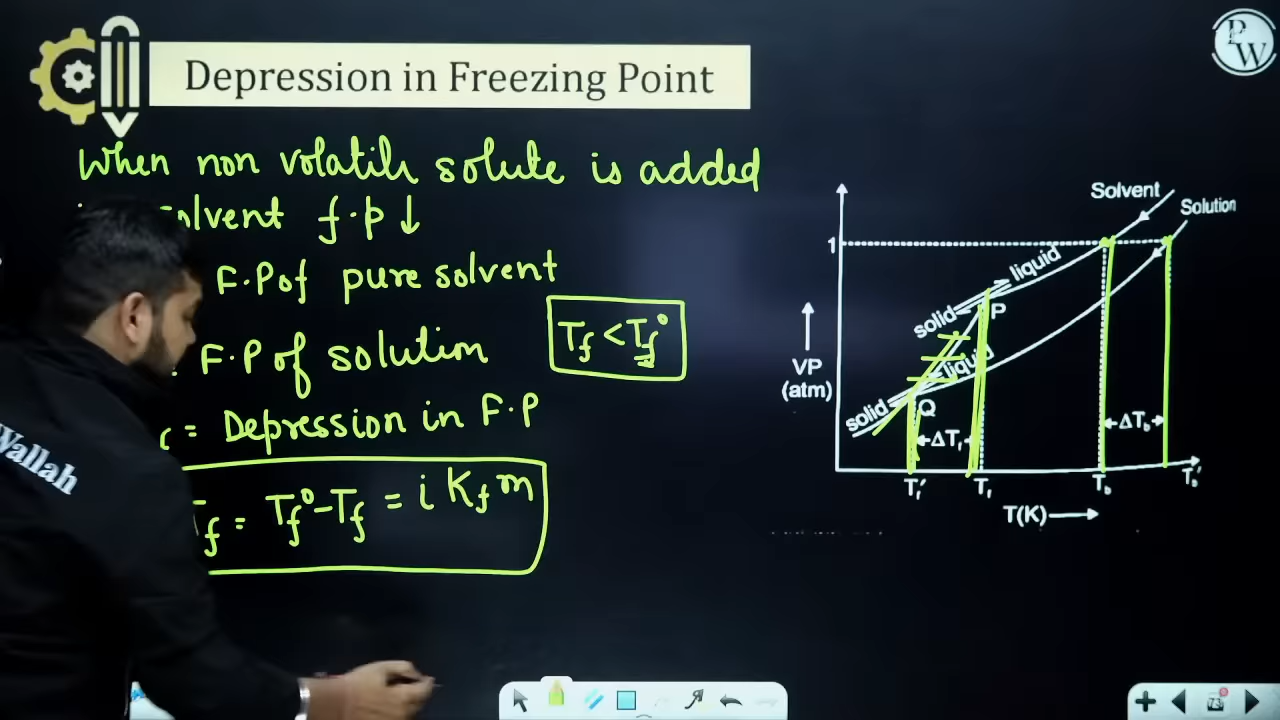 Depression in Freezing Point
PW
When non volatile solute is added
solvent f.p ↓
F.P of pure solvent
F.P of solution
Tf < Tf°
= Depression in F.P
f = Tf° - Tf = i Kf m
Wallah
Solvent
Solution
1
liquid
solid
P
VP
(atm)
liquid
solid
Q
ΔTf
ΔTb
Tf′
Tf
Tb
Tb′
T(K)